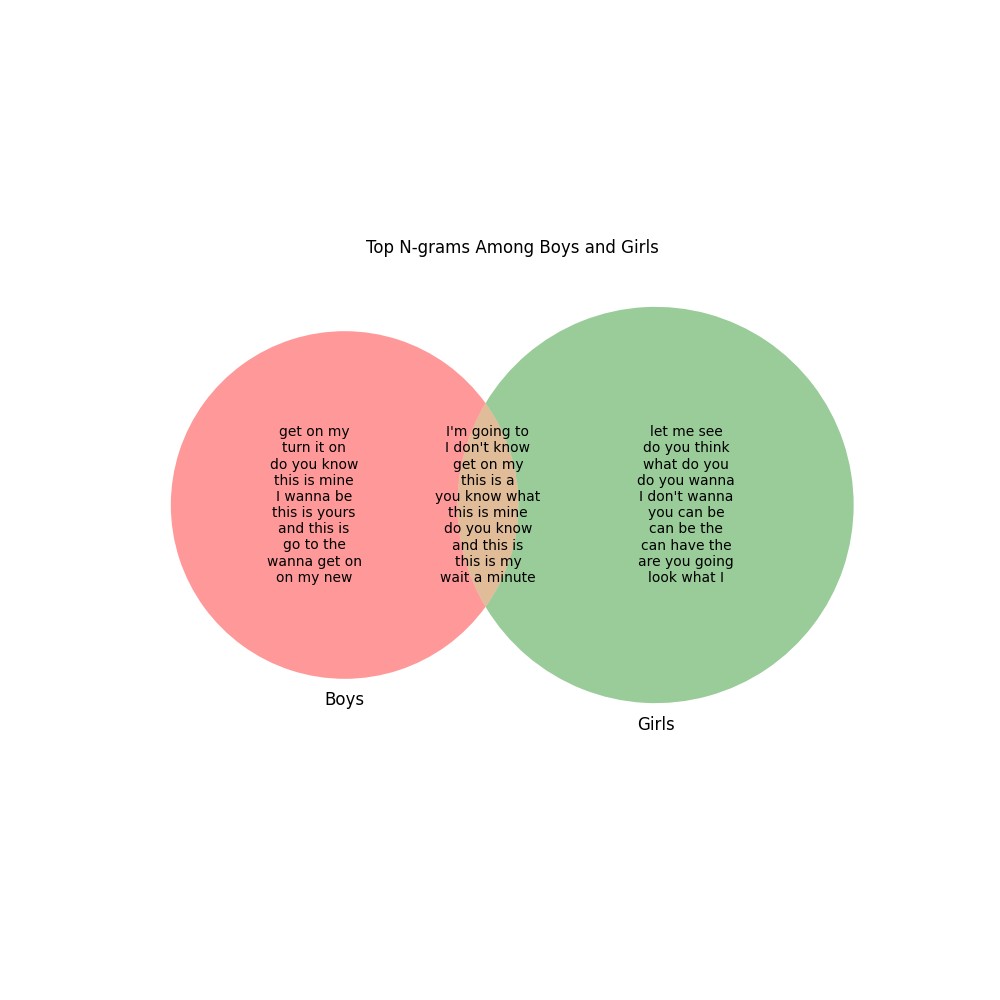 Top N-grams Among Boys and Girls
get on my
turn it on
do you know
this is mine
I wanna be
this is yours
and this is
go to the
wanna get on
on my new
I'm going to
I don't know
get on my
this is a
you know what
this is mine
do you know
and this is
this is my
wait a minute
let me see
do you think
what do you
do you wanna
I don't wanna
you can be
can be the
can have the
are you going
look what I
Boys
Girls